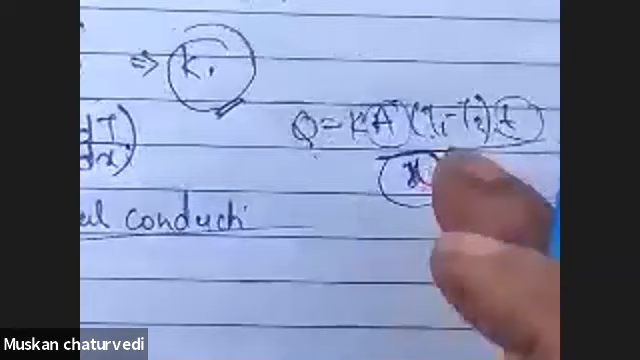 ⇒ K.
Q = KA(T₁-T₂).t
dT)
dx
x
al conducti
Muskan chaturvedi